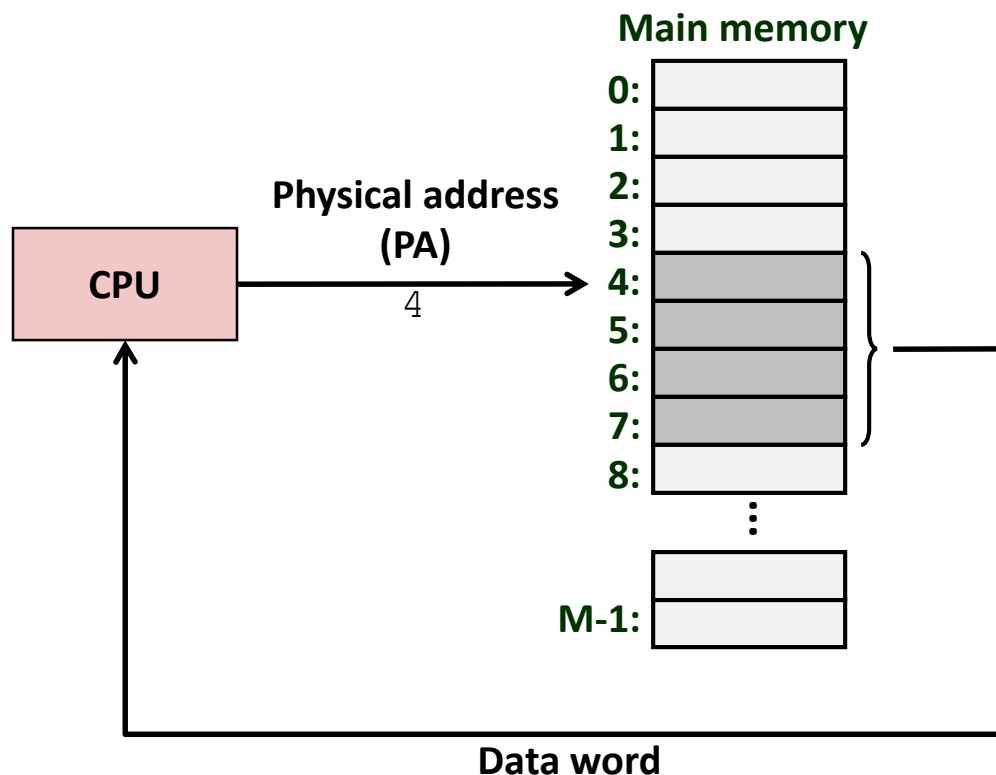 Main memory
0:
1:
2:
3:
4:
5:
6:
7:
8:
M-1:
Physical address
(PA)
4
CPU
Data word